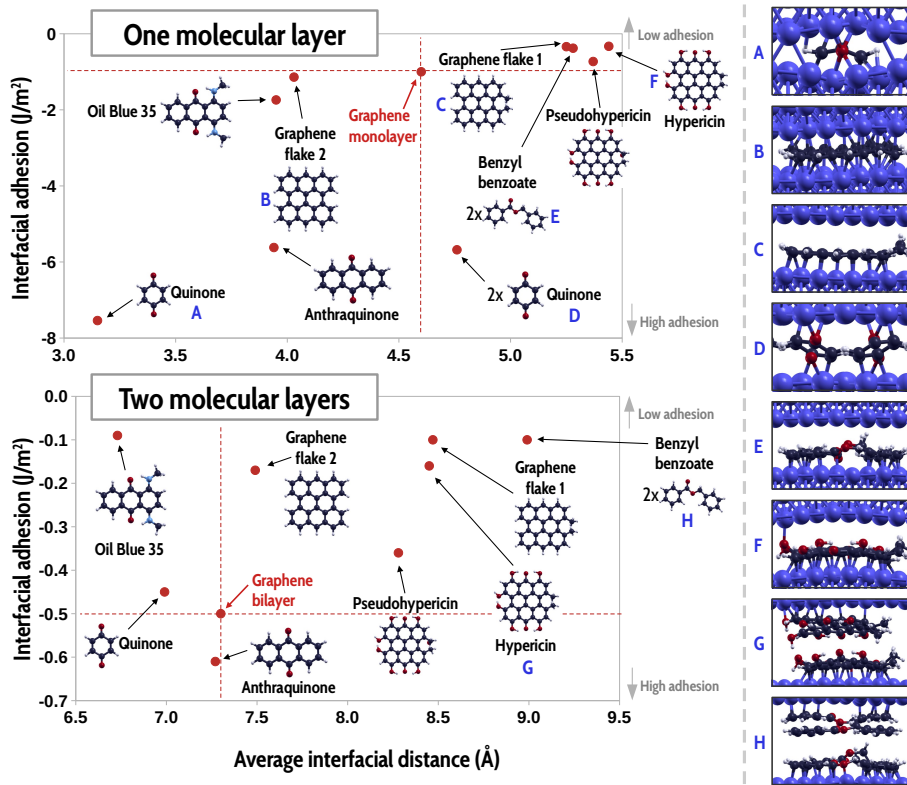 One molecular layer
Interfacial adhesion (J/m²)
0
-2
-4
-6
-8
3.0
3.5
4.0
4.5
5.0
5.5
Low adhesion
High adhesion
Oil Blue 35
Graphene
flake 2
B
Graphene
monolayer
C
Graphene flake 1
Pseudohypericin
F
Hypericin
Benzyl
benzoate
2x
E
Quinone
A
Anthraquinone
2x
Quinone
D
Two molecular layers
Interfacial adhesion (J/m²)
0.0
-0.1
-0.2
-0.3
-0.4
-0.5
-0.6
-0.7
6.5
7.0
7.5
8.0
8.5
9.0
9.5
Average interfacial distance (Å)
Low adhesion
High adhesion
Oil Blue 35
Graphene
flake 2
Graphene
flake 1
Benzyl
benzoate
2x
H
Quinone
Graphene
bilayer
Anthraquinone
Pseudohypericin
Hypericin
G
A
B
C
D
E
F
G
H